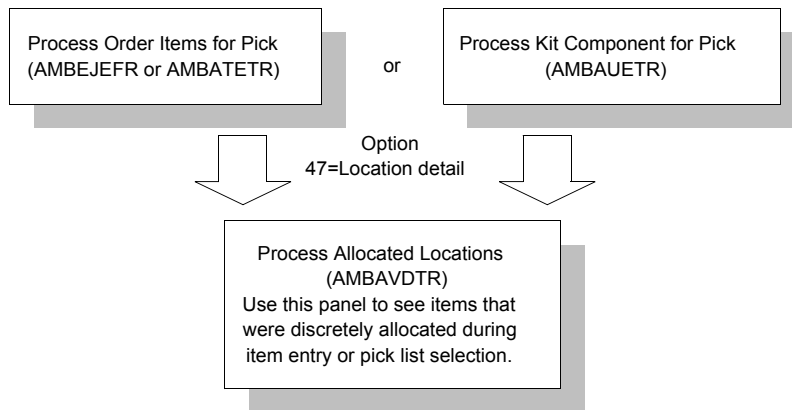 Process Order Items for Pick
(AMBEJEFR or AMBATETR)
or
Process Kit Component for Pick
(AMBAUETR)
Option
47=Location detail
Process Allocated Locations
(AMBAVDTR)
Use this panel to see items that
were discretely allocated during
item entry or pick list selection.